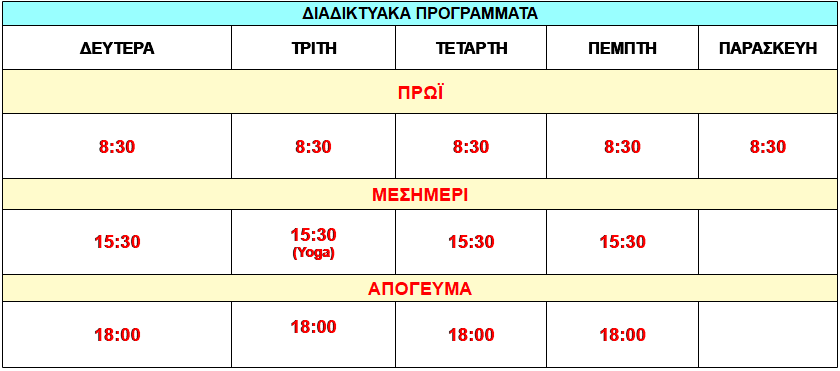 ΔΙΑΔΙΚΤΥΑΚΑ ΠΡΟΓΡΑΜΜΑΤΑ
ΔΕΥΤΕΡΑ ΤΡΙΤΗ ΤΕΤΑΡΤΗ ΠΕΜΠΤΗ ΠΑΡΑΣΚΕΥΗ
ΠΡΩΪ
8:30 8:30 8:30 8:30 8:30
ΜΕΣΗΜΕΡΙ
15:30 15:30 15:30 15:30
(Yoga)
ΑΠΟΓΕΥΜΑ
18:00 18:00 18:00 18:00